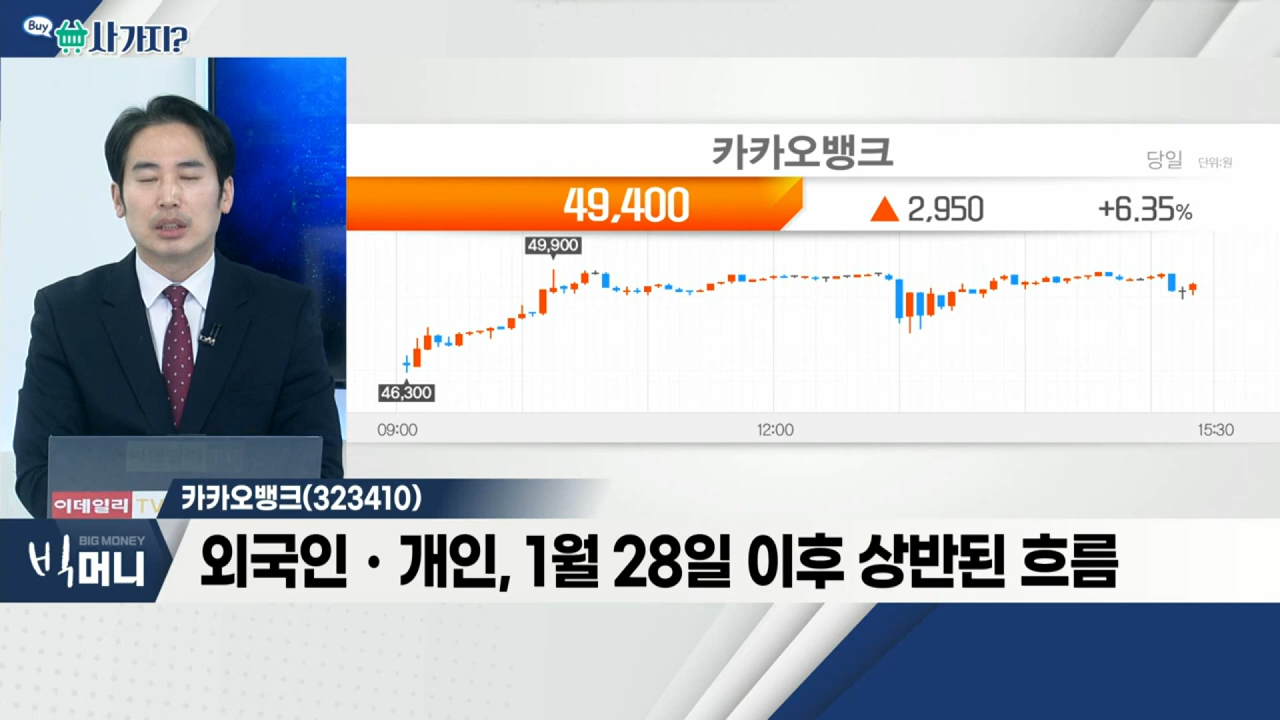 Buy
사가지?
카카오뱅크
당일 단위:원
49,400 ▲ 2,950 +6.35%
49,900
46,300
09:00 12:00 15:30
이데일리 TV
카카오뱅크(323410)
BIG MONEY
빅머니
외국인 · 개인, 1월 28일 이후 상반된 흐름